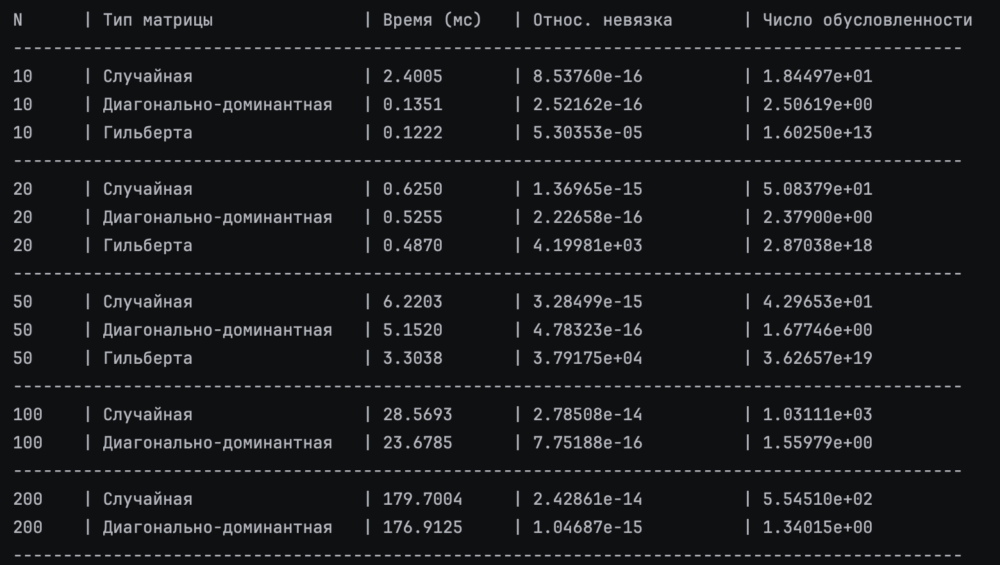 N | Тип матрицы | Время (мс) | Относ. невязка | Число обусловленности
-----------------------------------------------------------------------------------------------
10 | Случайная | 2.4005 | 8.53760e-16 | 1.84497e+01
10 | Диагонально-доминантная | 0.1351 | 2.52162e-16 | 2.50619e+00
10 | Гильберта | 0.1222 | 5.30353e-05 | 1.60250e+13
-----------------------------------------------------------------------------------------------
20 | Случайная | 0.6250 | 1.36965e-15 | 5.08379e+01
20 | Диагонально-доминантная | 0.5255 | 2.22658e-16 | 2.37900e+00
20 | Гильберта | 0.4870 | 4.19981e+03 | 2.87038e+18
-----------------------------------------------------------------------------------------------
50 | Случайная | 6.2203 | 3.28499e-15 | 4.29653e+01
50 | Диагонально-доминантная | 5.1520 | 4.78323e-16 | 1.67746e+00
50 | Гильберта | 3.3038 | 3.79175e+04 | 3.62657e+19
-----------------------------------------------------------------------------------------------
100 | Случайная | 28.5693 | 2.78508e-14 | 1.03111e+03
100 | Диагонально-доминантная | 23.6785 | 7.75188e-16 | 1.55979e+00
-----------------------------------------------------------------------------------------------
200 | Случайная | 179.7004 | 2.42861e-14 | 5.54510e+02
200 | Диагонально-доминантная | 176.9125 | 1.04687e-15 | 1.34015e+00
-----------------------------------------------------------------------------------------------